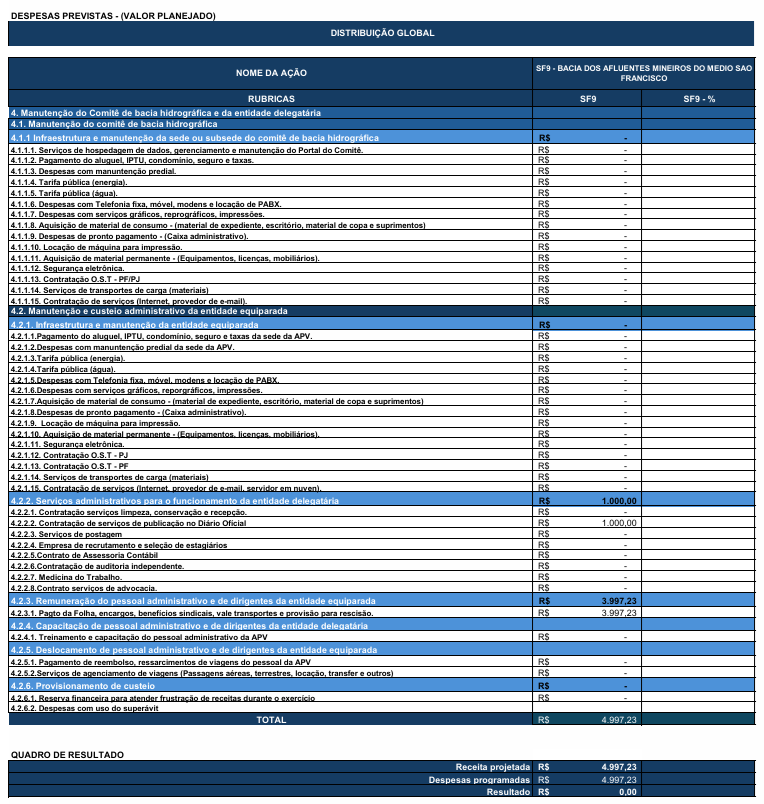 DESPESAS PREVISTAS - (VALOR PLANEJADO)
DISTRIBUIÇÃO GLOBAL
NOME DA AÇÃO
SF9 - BACIA DOS AFLUENTES MINEIROS DO MEDIO SAO
FRANCISCO
RUBRICAS SF9 SF9 - %
4. Manutenção do Comitê de bacia hidrográfica e da entidade delegatária
4.1. Manutenção do comitê de bacia hidrográfica
4.1.1 Infraestrutura e manutenção da sede ou subsede do comitê de bacia hidrográfica R$ -
4.1.1.1. Serviços de hospedagem de dados, gerenciamento e manutenção do Portal do Comitê. R$ -
4.1.1.2. Pagamento do aluguel, IPTU, condomínio, seguro e taxas. R$ -
4.1.1.3. Despesas com manuntenção predial. R$ -
4.1.1.4. Tarifa pública (energia). R$ -
4.1.1.5. Tarifa pública (água). R$ -
4.1.1.6. Despesas com Telefonia fixa, móvel, modens e locação de PABX. R$ -
4.1.1.7. Despesas com serviços gráficos, reprográficos, impressões. R$ -
4.1.1.8. Aquisição de material de consumo - (material de expediente, escritório, material de copa e suprimentos) R$ -
4.1.1.9. Despesas de pronto pagamento - (Caixa administrativo). R$ -
4.1.1.10. Locação de máquina para impressão. R$ -
4.1.1.11. Aquisição de material permanente - (Equipamentos, licenças, mobiliários). R$ -
4.1.1.12. Segurança eletrônica. R$ -
4.1.1.13. Contratação O.S.T - PF/PJ R$ -
4.1.1.14. Serviços de transportes de carga (materiais) R$ -
4.1.1.15. Contratação de serviços (Internet, provedor de e-mail). R$ -
4.2. Manutenção e custeio administrativo da entidade equiparada
4.2.1. Infraestrutura e manutenção da entidade equiparada R$ -
4.2.1.1.Pagamento do aluguel, IPTU, condomínio, seguro e taxas da sede da APV. R$ -
4.2.1.2.Despesas com manuntenção predial da sede da APV. R$ -
4.2.1.3.Tarifa pública (energia). R$ -
4.2.1.4.Tarifa pública (água). R$ -
4.2.1.5.Despesas com Telefonia fixa, móvel, modens e locação de PABX. R$ -
4.2.1.6.Despesas com serviços gráficos, reporgráficos, impressões. R$ -
4.2.1.7.Aquisição de material de consumo - (material de expediente, escritório, material de copa e suprimentos) R$ -
4.2.1.8.Despesas de pronto pagamento - (Caixa administrativo). R$ -
4.2.1.9. Locação de máquina para impressão. R$ -
4.2.1.10. Aquisição de material permanente - (Equipamentos, licenças, mobiliários). R$ -
4.2.1.11. Segurança eletrônica. R$ -
4.2.1.12. Contratação O.S.T - PJ R$ -
4.2.1.13. Contratação O.S.T - PF R$ -
4.2.1.14. Serviços de transportes de carga (materiais) R$ -
4.2.1.15. Contratação de serviços (Internet, provedor de e-mail, servidor em nuven). R$ -
4.2.2. Serviços administrativos para o funcionamento da entidade delegatária R$ 1.000,00
4.2.2.1. Contratação serviços limpeza, conservação e recepção. R$ -
4.2.2.2. Contratação de serviços de publicação no Diário Oficial R$ 1.000,00
4.2.2.3. Serviços de postagem R$ -
4.2.2.4. Empresa de recrutamento e seleção de estagiários R$ -
4.2.2.5.Contrato de Assessoria Contábil R$ -
4.2.2.6.Contratação de auditoria independente. R$ -
4.2.2.7. Medicina do Trabalho. R$ -
4.2.2.8.Contrato serviços de advocacia. R$ -
4.2.3. Remuneração do pessoal administrativo e de dirigentes da entidade equiparada R$ 3.997,23
4.2.3.1. Pagto da Folha, encargos, benefícios sindicais, vale transportes e provisão para rescisão. R$ 3.997,23
4.2.4. Capacitação de pessoal administrativo e de dirigentes da entidade delegatária
4.2.4.1. Treinamento e capacitação do pessoal administrativo da APV R$ -
4.2.5. Deslocamento de pessoal administrativo e de dirigentes da entidade equiparada
4.2.5.1. Pagamento de reembolso, ressarcimentos de viagens do pessoal da APV R$ -
4.2.5.2.Serviços de agenciamento de viagens (Passagens aéreas, terrestres, locação, transfer e outros) R$ -
4.2.6. Provisionamento de custeio R$ -
4.2.6.1. Reserva financeira para atender frustração de receitas durante o exercício R$ -
4.2.6.2. Despesas com uso do superávit
TOTAL R$ 4.997,23
QUADRO DE RESULTADO
Receita projetada R$ 4.997,23
Despesas programadas R$ 4.997,23
Resultado R$ 0,00